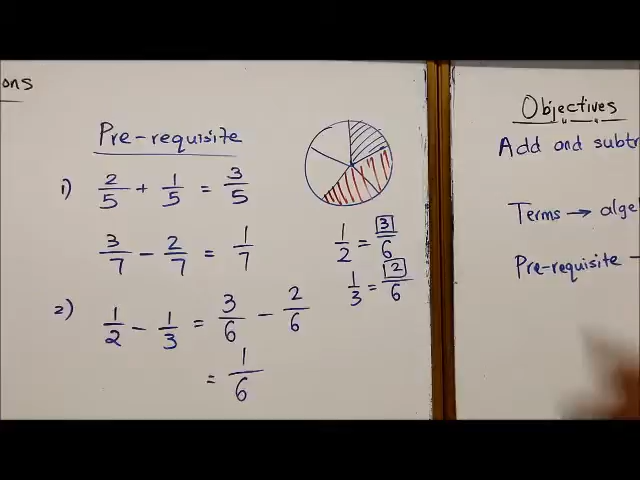 ons
Pre-requisite
1) 2/5 + 1/5 = 3/5
3/7 - 2/7 = 1/7
1/2 = 3/6
1/3 = 2/6
2) 1/2 - 1/3 = 3/6 - 2/6
= 1/6
Objectives
Add and subtr
Terms → alge
Pre-requisite -